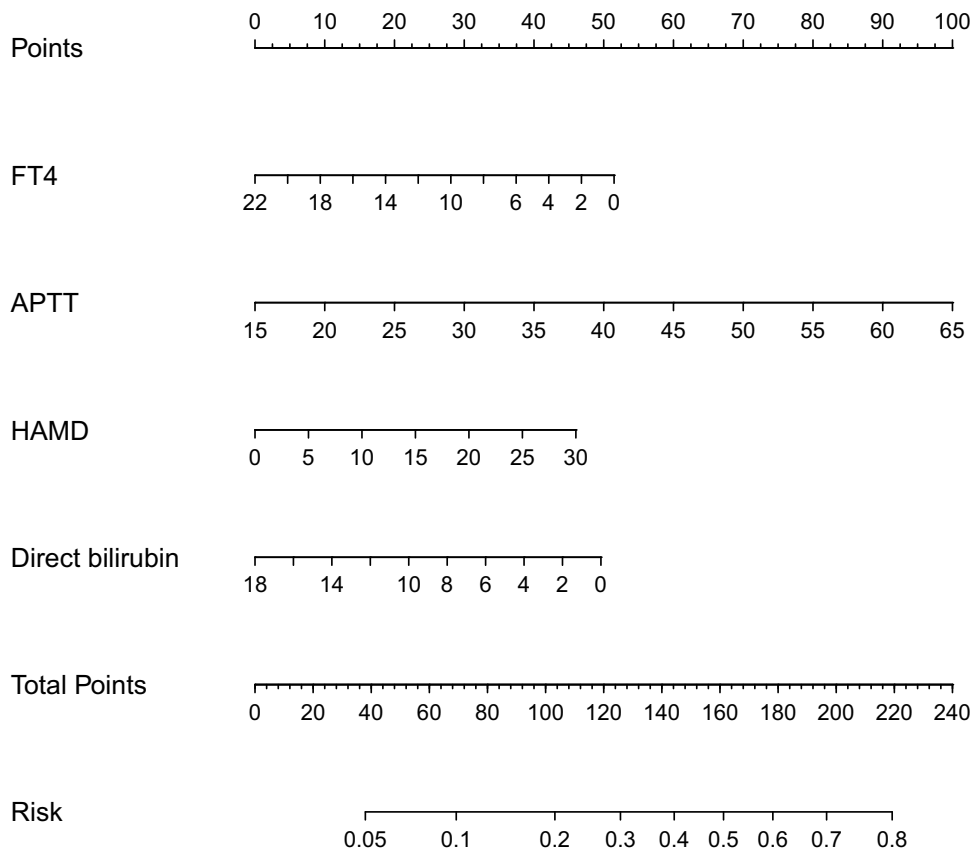 0 10 20 30 40 50 60 70 80 90 100
Points
FT4
22 18 14 10 6 4 2 0
APTT
15 20 25 30 35 40 45 50 55 60 65
HAMD
0 5 10 15 20 25 30
Direct bilirubin
18 14 10 8 6 4 2 0
Total Points
0 20 40 60 80 100 120 140 160 180 200 220 240
Risk
0.05 0.1 0.2 0.3 0.4 0.5 0.6 0.7 0.8